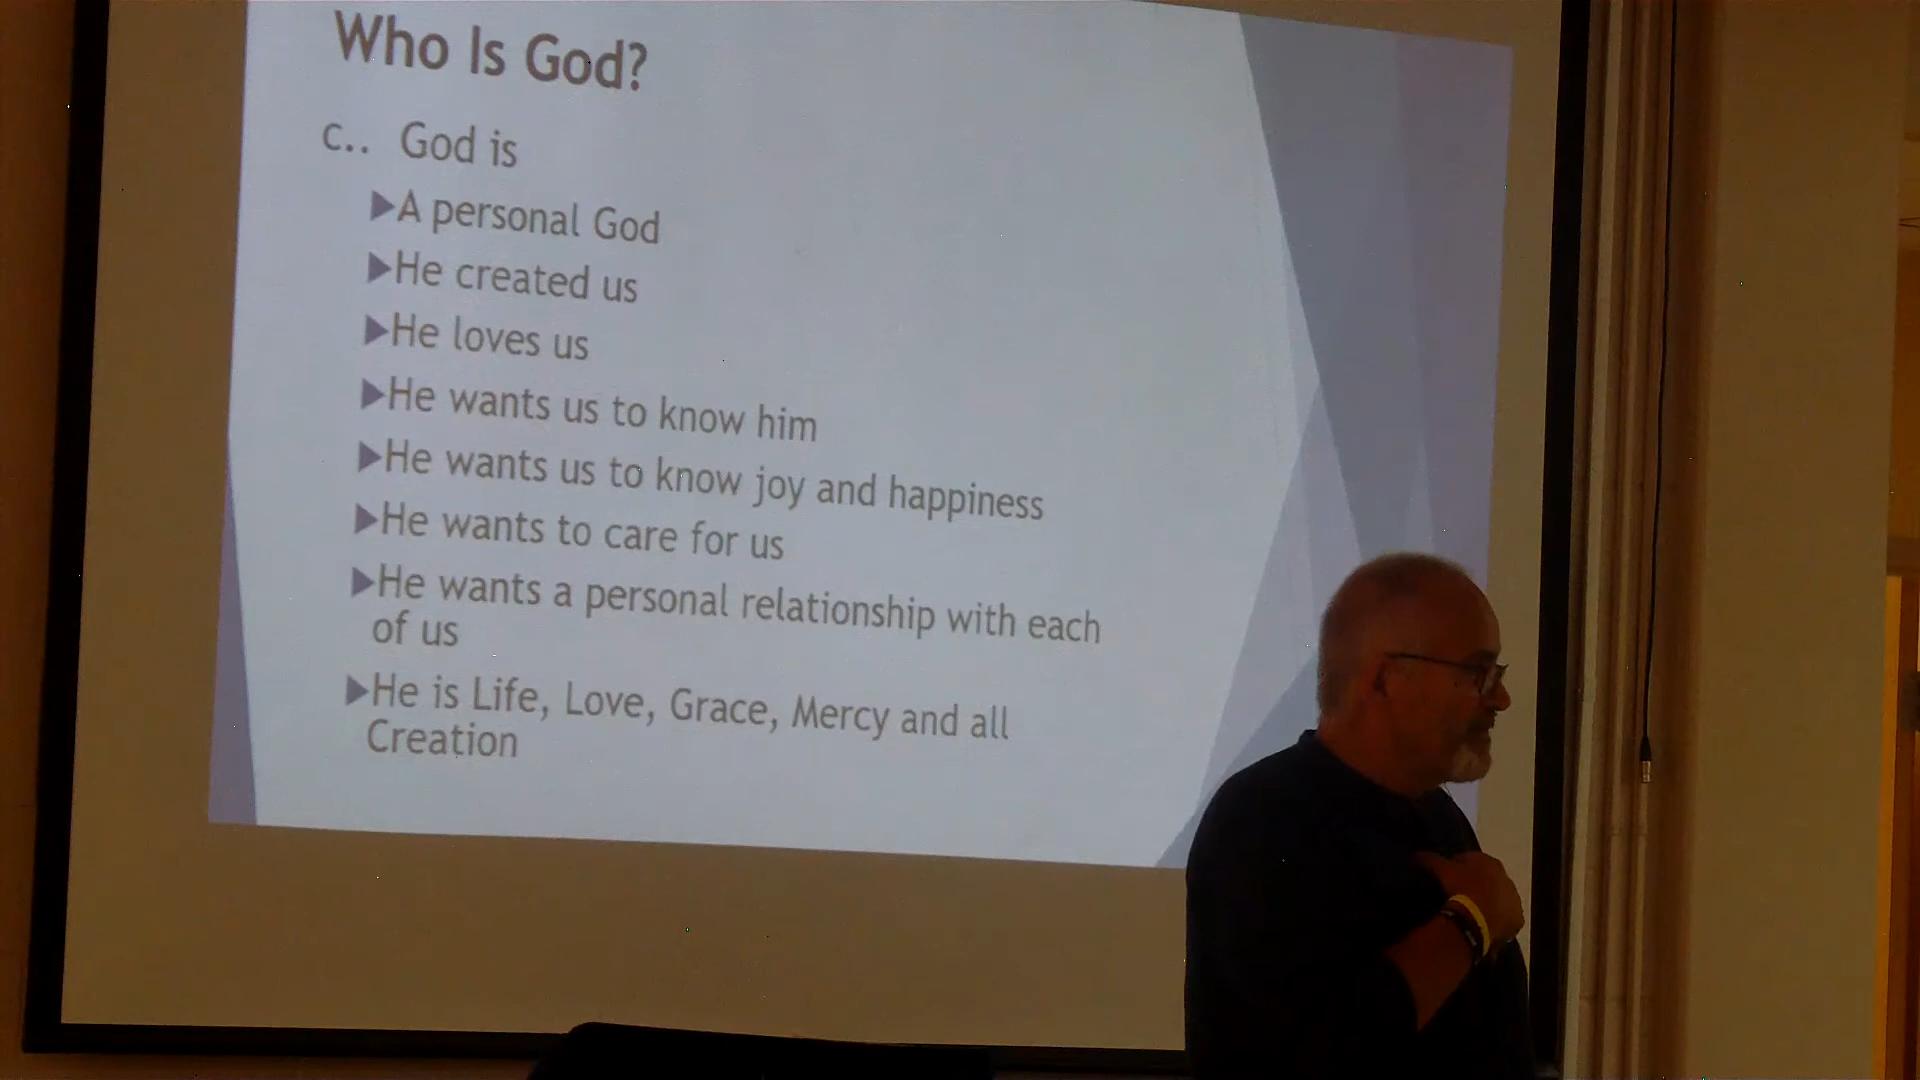 Who Is God?
c.. God is
▶A personal God
▶He created us
▶He loves us
▶He wants us to know him
▶He wants us to know joy and happiness
▶He wants to care for us
▶He wants a personal relationship with each
of us
▶He is Life, Love, Grace, Mercy and all
Creation